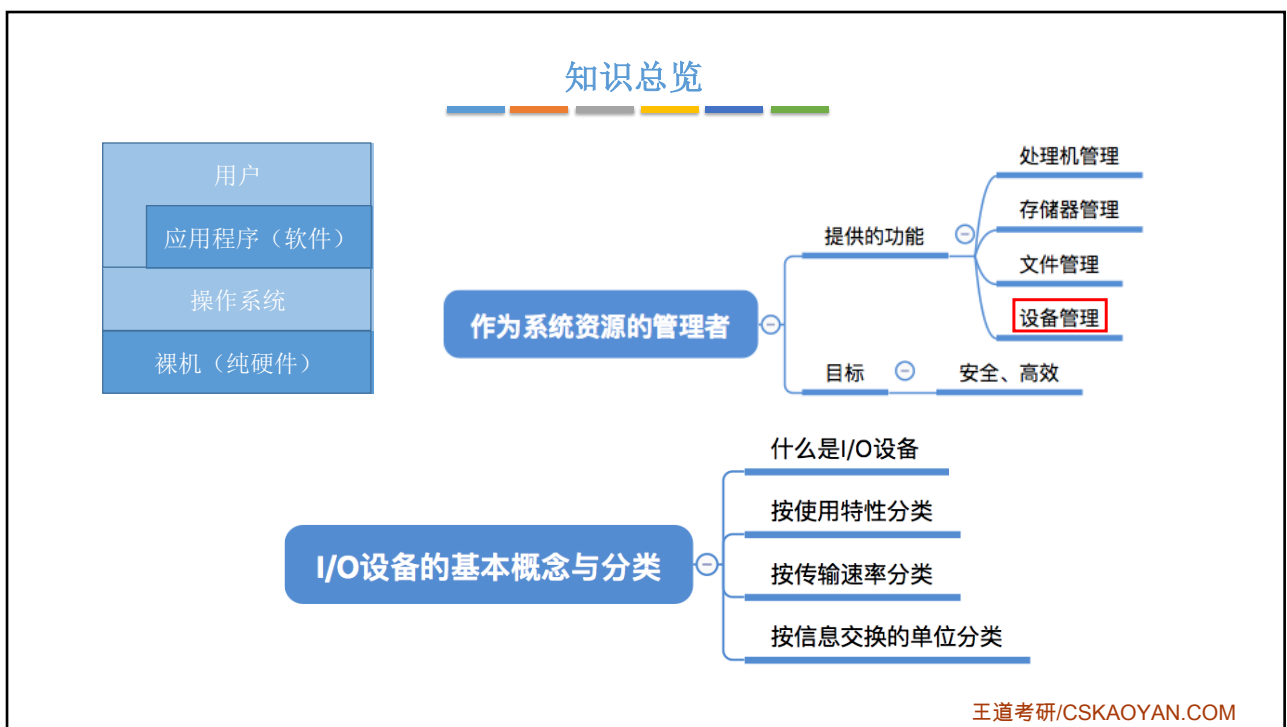 知识总览
用户
应用程序（软件）
操作系统
裸机（纯硬件）
作为系统资源的管理者
提供的功能
处理机管理
存储器管理
文件管理
设备管理
目标
安全、高效
I/O设备的基本概念与分类
什么是I/O设备
按使用特性分类
按传输速率分类
按信息交换的单位分类
王道考研/CSKAOYAN.COM